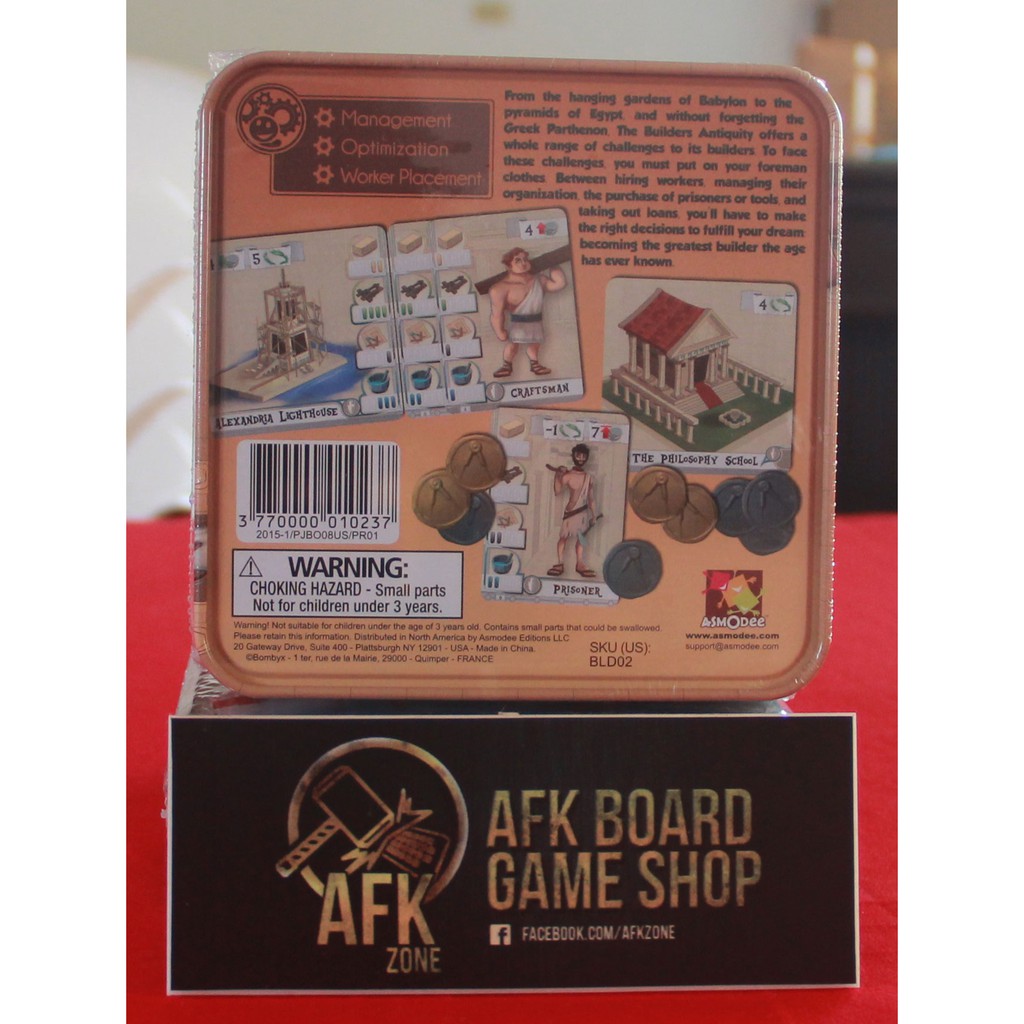 Management
Optimization
Worker Placement
From the hanging gardens of Babylon to the
pyramids of Egypt, and without forgetting the
Greek Parthenon, The Builders Antiquity offers a
whole range of challenges to its builders. To face
these challenges, you must put on your foreman
clothes. Between hiring workers, managing their
organization, the purchase of prisoners or tools, and
taking out loans, you'll have to make
the right decisions to fulfill your dream:
becoming the greatest builder the age
has ever known.
5
4
4
ALEXANDRIA LIGHTHOUSE
CRAFTSMAN
-1 7
THE PHILOSOPHY SCHOOL
PRISONER
3 770000 010237
2015-1/PJBO08US/PR01
WARNING:
CHOKING HAZARD - Small parts
Not for children under 3 years.
Warning! Not suitable for children under the age of 3 years old. Contains small parts that could be swallowed.
Please retain this information. Distributed in North America by Asmodee Editions LLC
20 Gateway Drive, Suite 400 - Plattsburgh NY 12901 - USA - Made in China.
©Bombyx - 1 ter, rue de la Mairie, 29000 - Quimper - FRANCE
SKU (US):
BLD02
ASMODee
www.asmodee.com
support@asmodee.com
AFK
ZONE
AFK BOARD
GAME SHOP
FACEBOOK.COM/AFKZONE